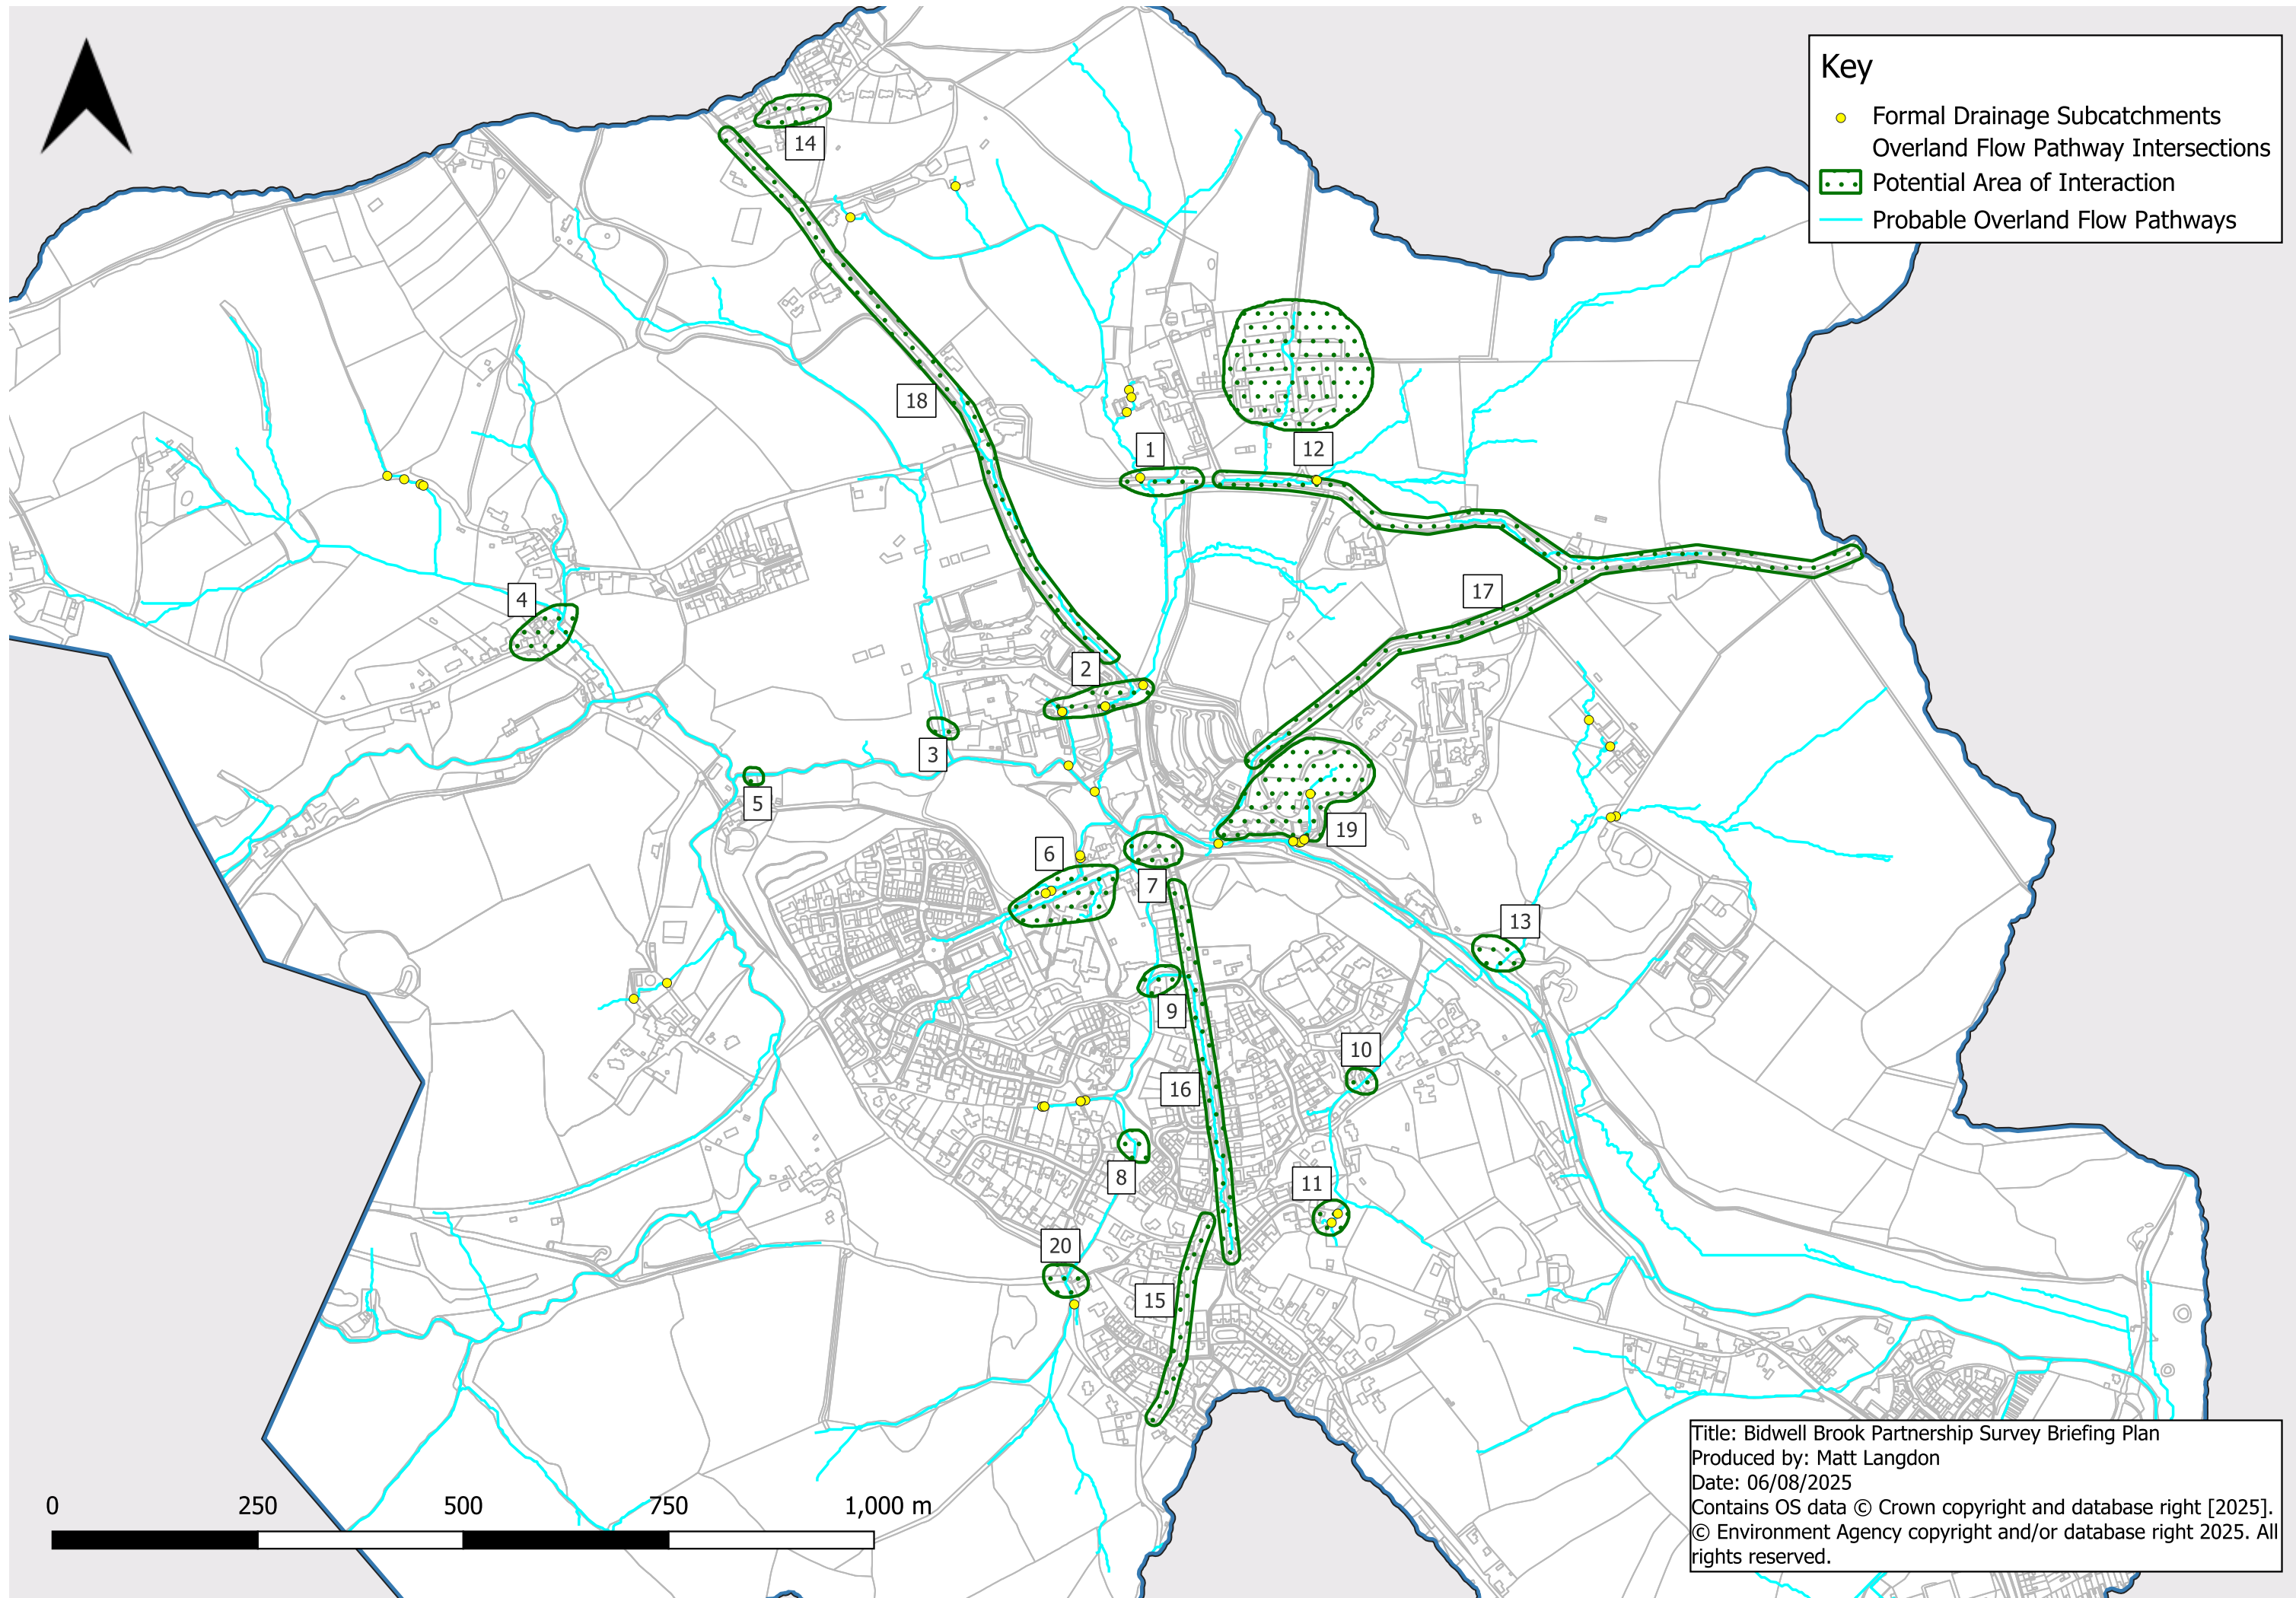 Key
Formal Drainage Subcatchments
Overland Flow Pathway Intersections
Potential Area of Interaction
Probable Overland Flow Pathways
14
18
12
1
17
4
2
3
5
19
6
7
13
9
10
16
8
11
20
15
0 250 500 750 1,000 m
Title: Bidwell Brook Partnership Survey Briefing Plan
Produced by: Matt Langdon
Date: 06/08/2025
Contains OS data © Crown copyright and database right [2025].
© Environment Agency copyright and/or database right 2025. All
rights reserved.